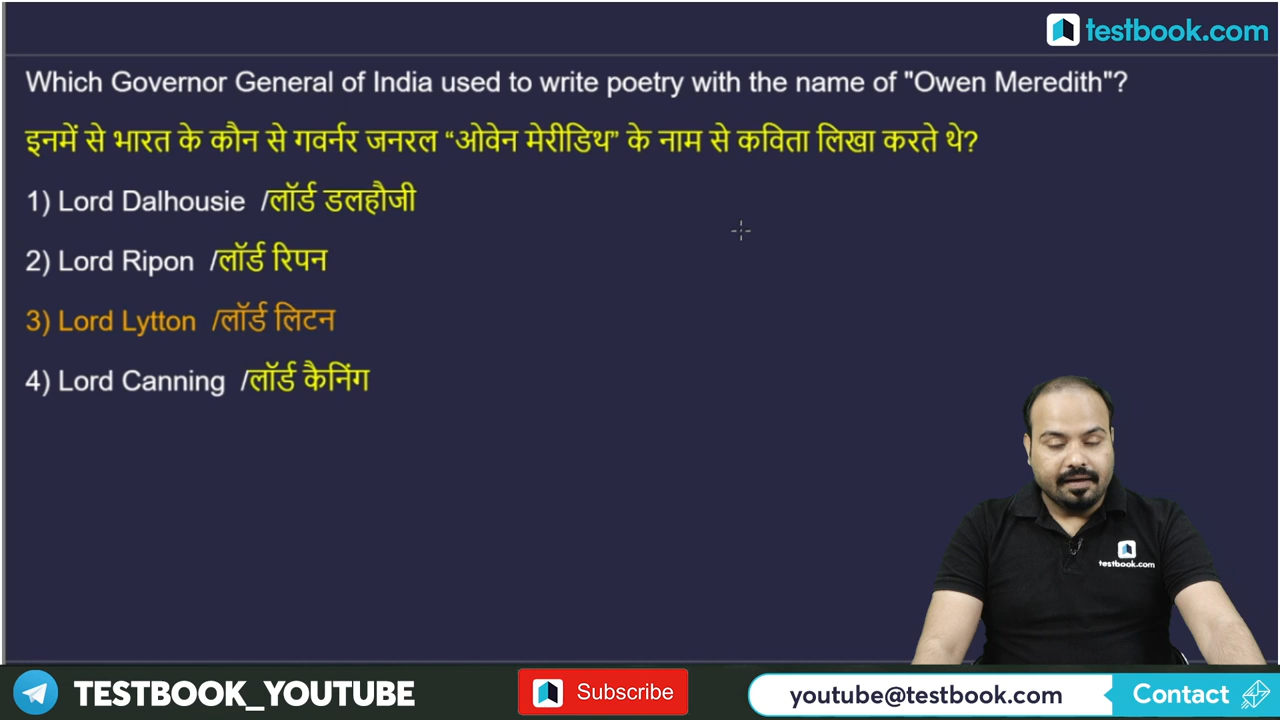 testbook.com
Which Governor General of India used to write poetry with the name of "Owen Meredith"?
इनमें से भारत के कौन से गवर्नर जनरल “ओवेन मेरीडिथ” के नाम से कविता लिखा करते थे?
1) Lord Dalhousie /लॉर्ड डलहौजी
2) Lord Ripon /लॉर्ड रिपन
3) Lord Lytton /लॉर्ड लिटन
4) Lord Canning /लॉर्ड कैनिंग
testbook.com
TESTBOOK_YOUTUBE
Subscribe
youtube@testbook.com
Contact